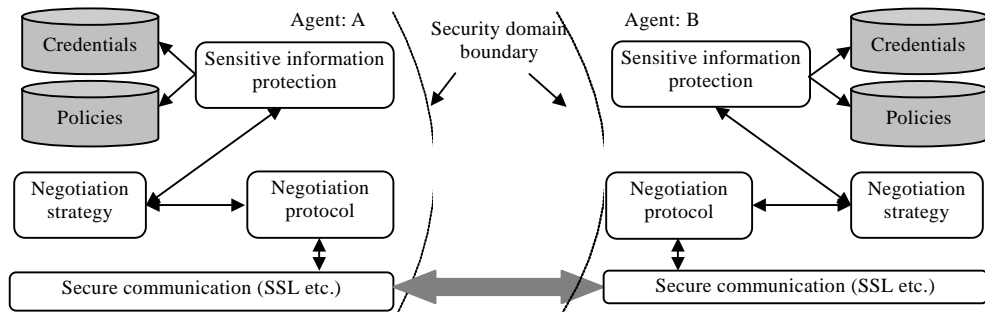 Agent: A
Credentials
Sensitive information
protection
Policies
Negotiation
strategy
Negotiation
protocol
Secure communication (SSL etc.)
Security domain
boundary
Agent: B
Sensitive information
protection
Credentials
Policies
Negotiation
protocol
Negotiation
strategy
Secure communication (SSL etc.)